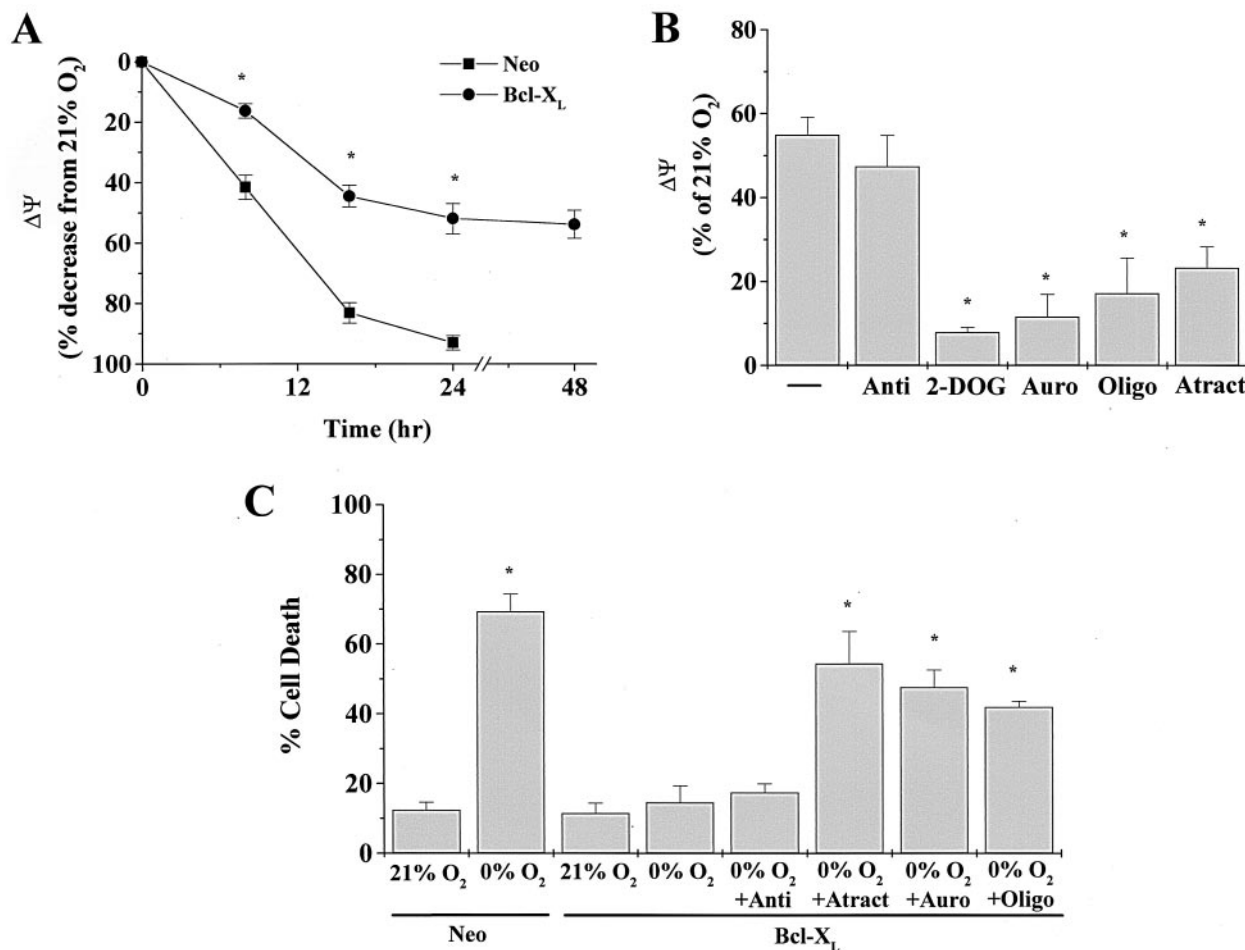 A
ΔΨ
(% decrease from 21% O₂)
0
20
40
60
80
100
Neo
Bcl-X_L
*
*
*
0 12 24 48
Time (hr)
B
ΔΨ
(% of 21% O₂)
80
60
40
20
0
*
*
*
*
— Anti 2-DOG Auro Oligo Atract
C
% Cell Death
100
80
60
40
20
0
*
*
*
*
21% O₂ 0% O₂ 21% O₂ 0% O₂ 0% O₂ 0% O₂ 0% O₂ 0% O₂
+Anti +Atract +Auro +Oligo
Neo Bcl-X_L